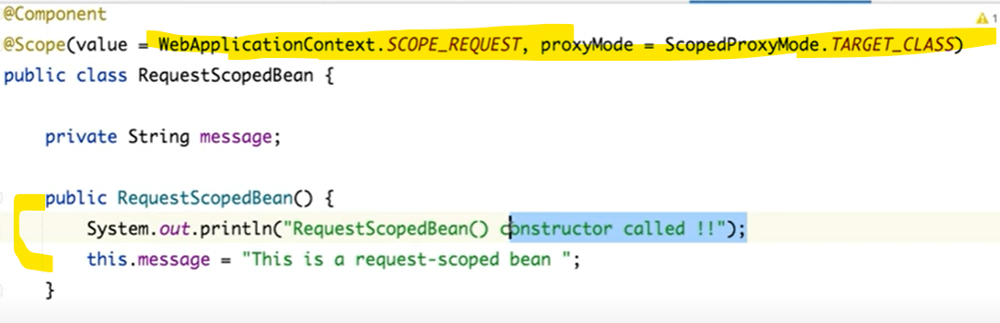 @Component
1
@Scope(value = WebApplicationContext.SCOPE_REQUEST, proxyMode = ScopedProxyMode.TARGET_CLASS)
public class RequestScopedBean {
private String message;
public RequestScopedBean() {
System.out.println("RequestScopedBean() constructor called !!");
this.message = "This is a request-scoped bean ";
}